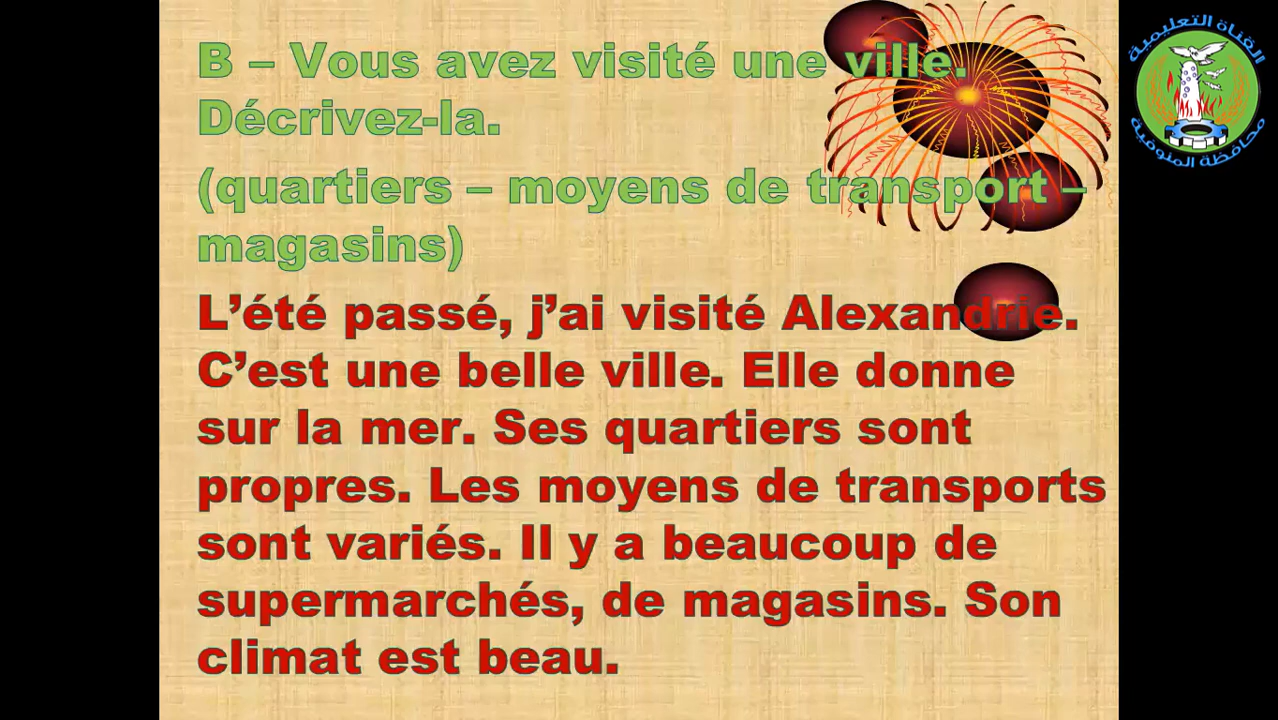 B – Vous avez visité une ville.
Décrivez-la.
(quartiers – moyens de transport –
magasins)
L’été passé, j’ai visité Alexandrie.
C’est une belle ville. Elle donne
sur la mer. Ses quartiers sont
propres. Les moyens de transports
sont variés. Il y a beaucoup de
supermarchés, de magasins. Son
climat est beau.
القناة التعليمية
محافظة المنوفية